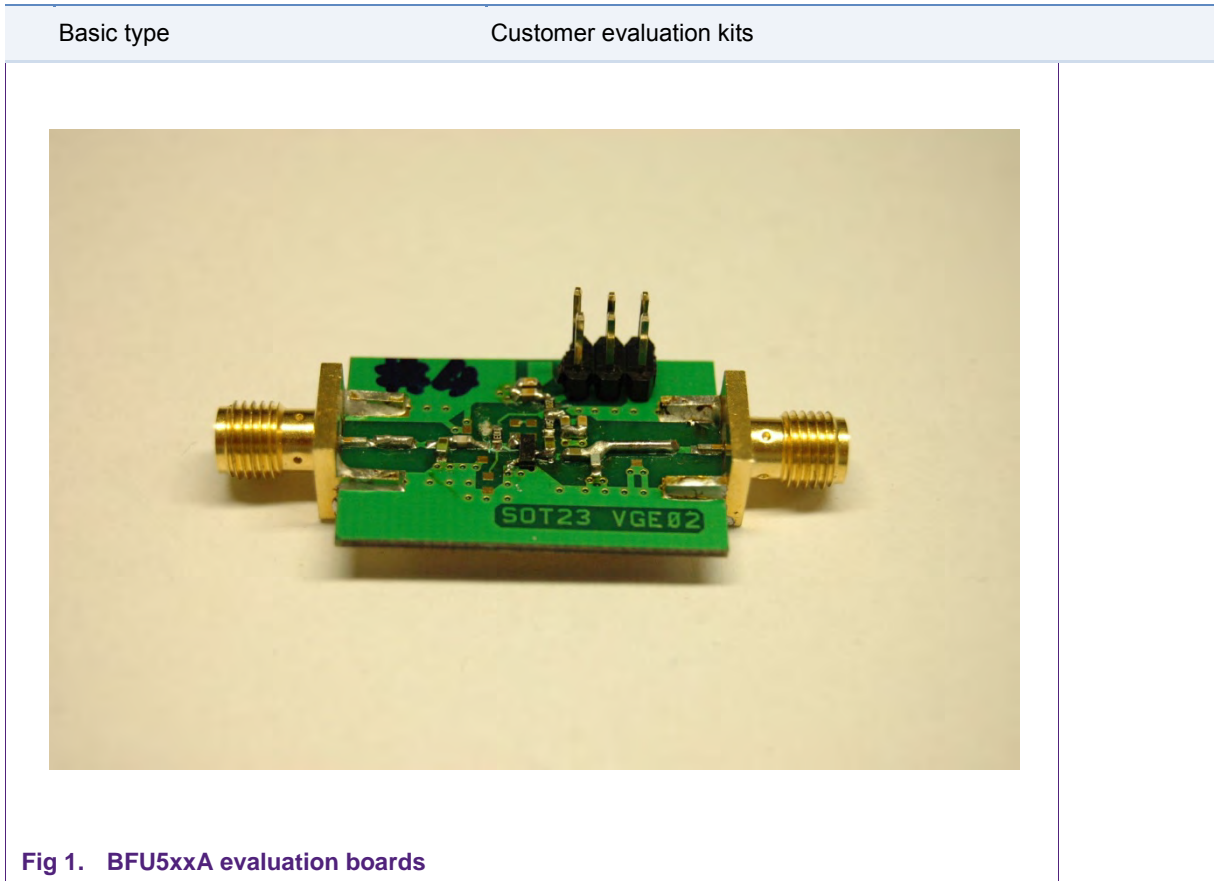 Basic type Customer evaluation kits
SOT23 VGE02
Fig 1. BFU5xxA evaluation boards